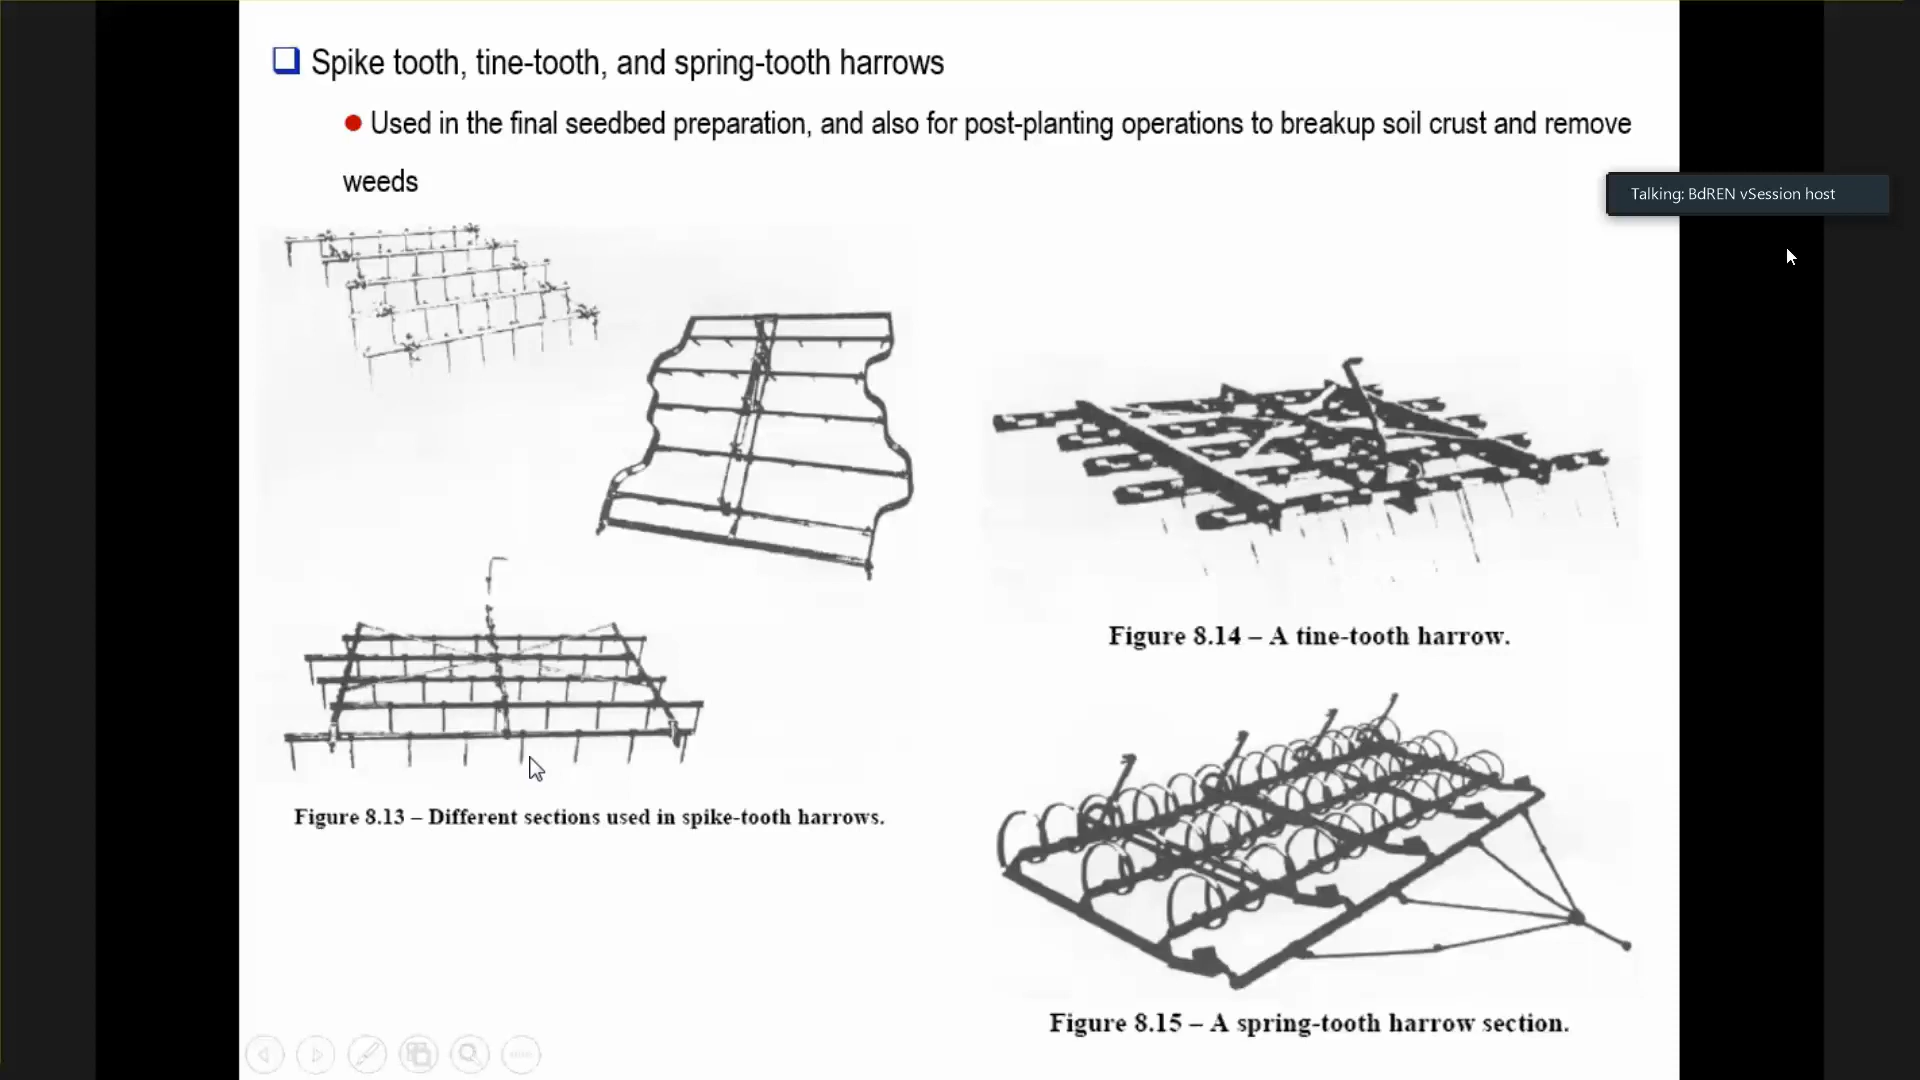 Spike tooth, tine-tooth, and spring-tooth harrows
Used in the final seedbed preparation, and also for post-planting operations to breakup soil crust and remove
weeds
Talking: BdREN vSession host
Figure 8.14 – A tine-tooth harrow.
Figure 8.13 – Different sections used in spike-tooth harrows.
Figure 8.15 – A spring-tooth harrow section.